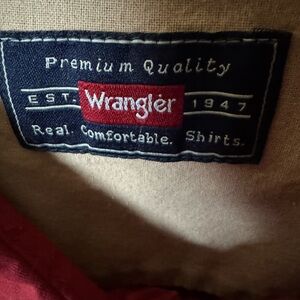 Premium Quality
EST. Wrangler 1947
Real. Comfortable. Shirts.